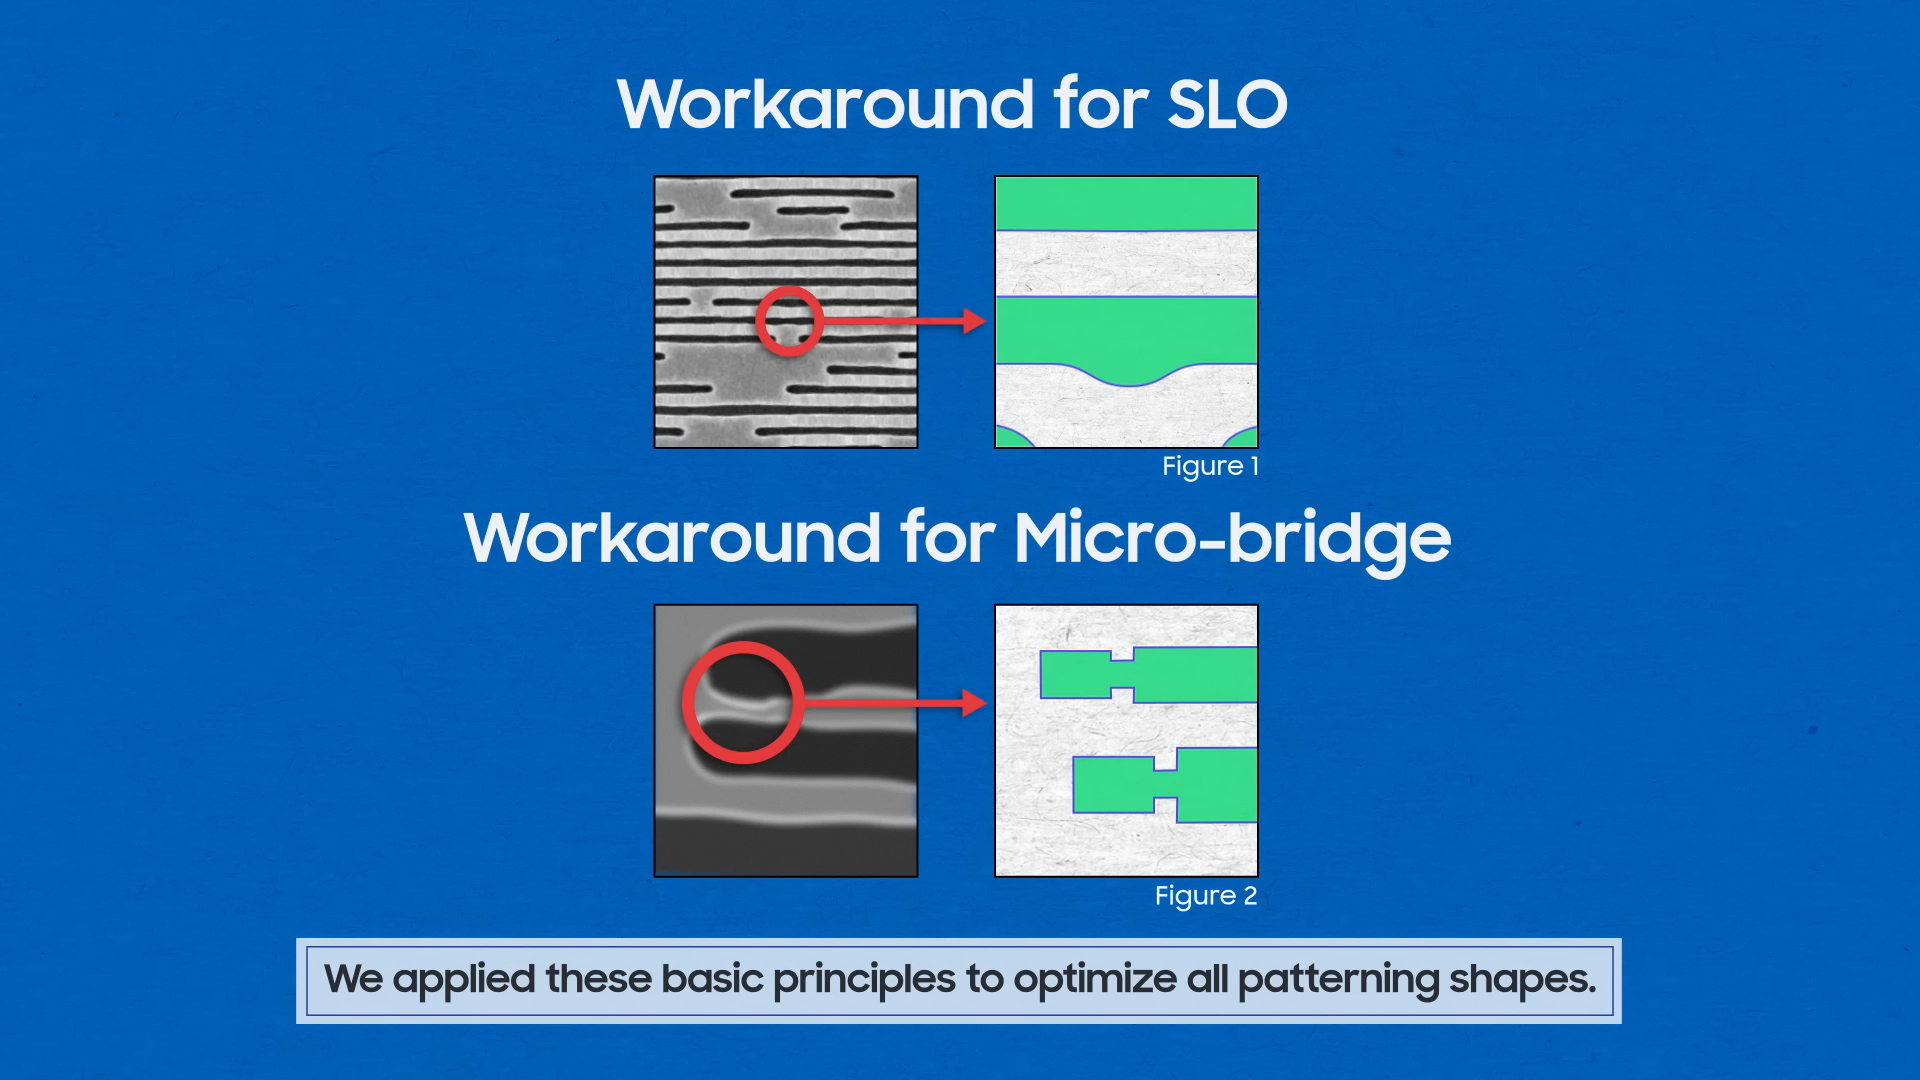 Workaround for SLO
Figure 1
Workaround for Micro-bridge
Figure 2
We applied these basic principles to optimize all patterning shapes.